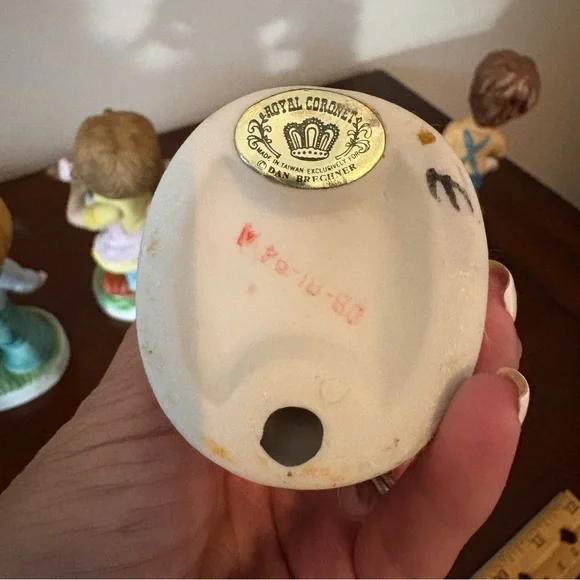 ROYAL CORONET
MADE IN TAIWAN EXCLUSIVELY FOR
© DAN BRECHNER